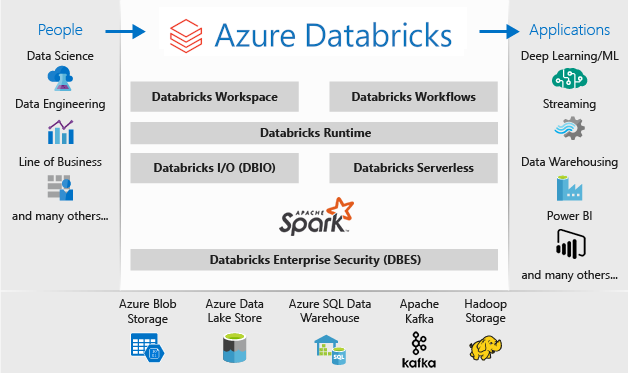 People
Azure Databricks
Applications
Data Science
Data Engineering
Line of Business
and many others...
Databricks Workspace
Databricks Workflows
Databricks Runtime
Databricks I/O (DBIO)
Databricks Serverless
APACHE
Spark™
Databricks Enterprise Security (DBES)
Deep Learning/ML
Streaming
Data Warehousing
Power BI
and many others...
Azure Blob
Storage
Azure Data
Lake Store
Azure SQL Data
Warehouse
SQL
Apache
Kafka
kafka
Hadoop
Storage